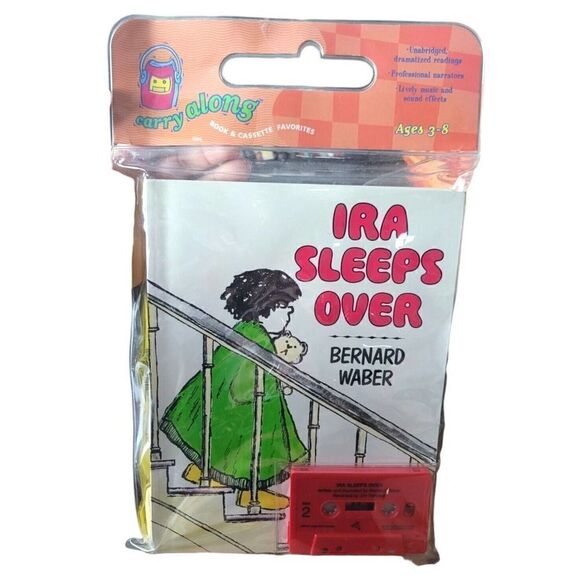 carry along
BOOK & CASSETTE FAVORITES
• Unabridged,
dramatized readings
• Professional narrators
• Lively music and
sound effects
Ages 3-8
IRA
SLEEPS
OVER
BERNARD
WABER
IRA SLEEPS OVER
2